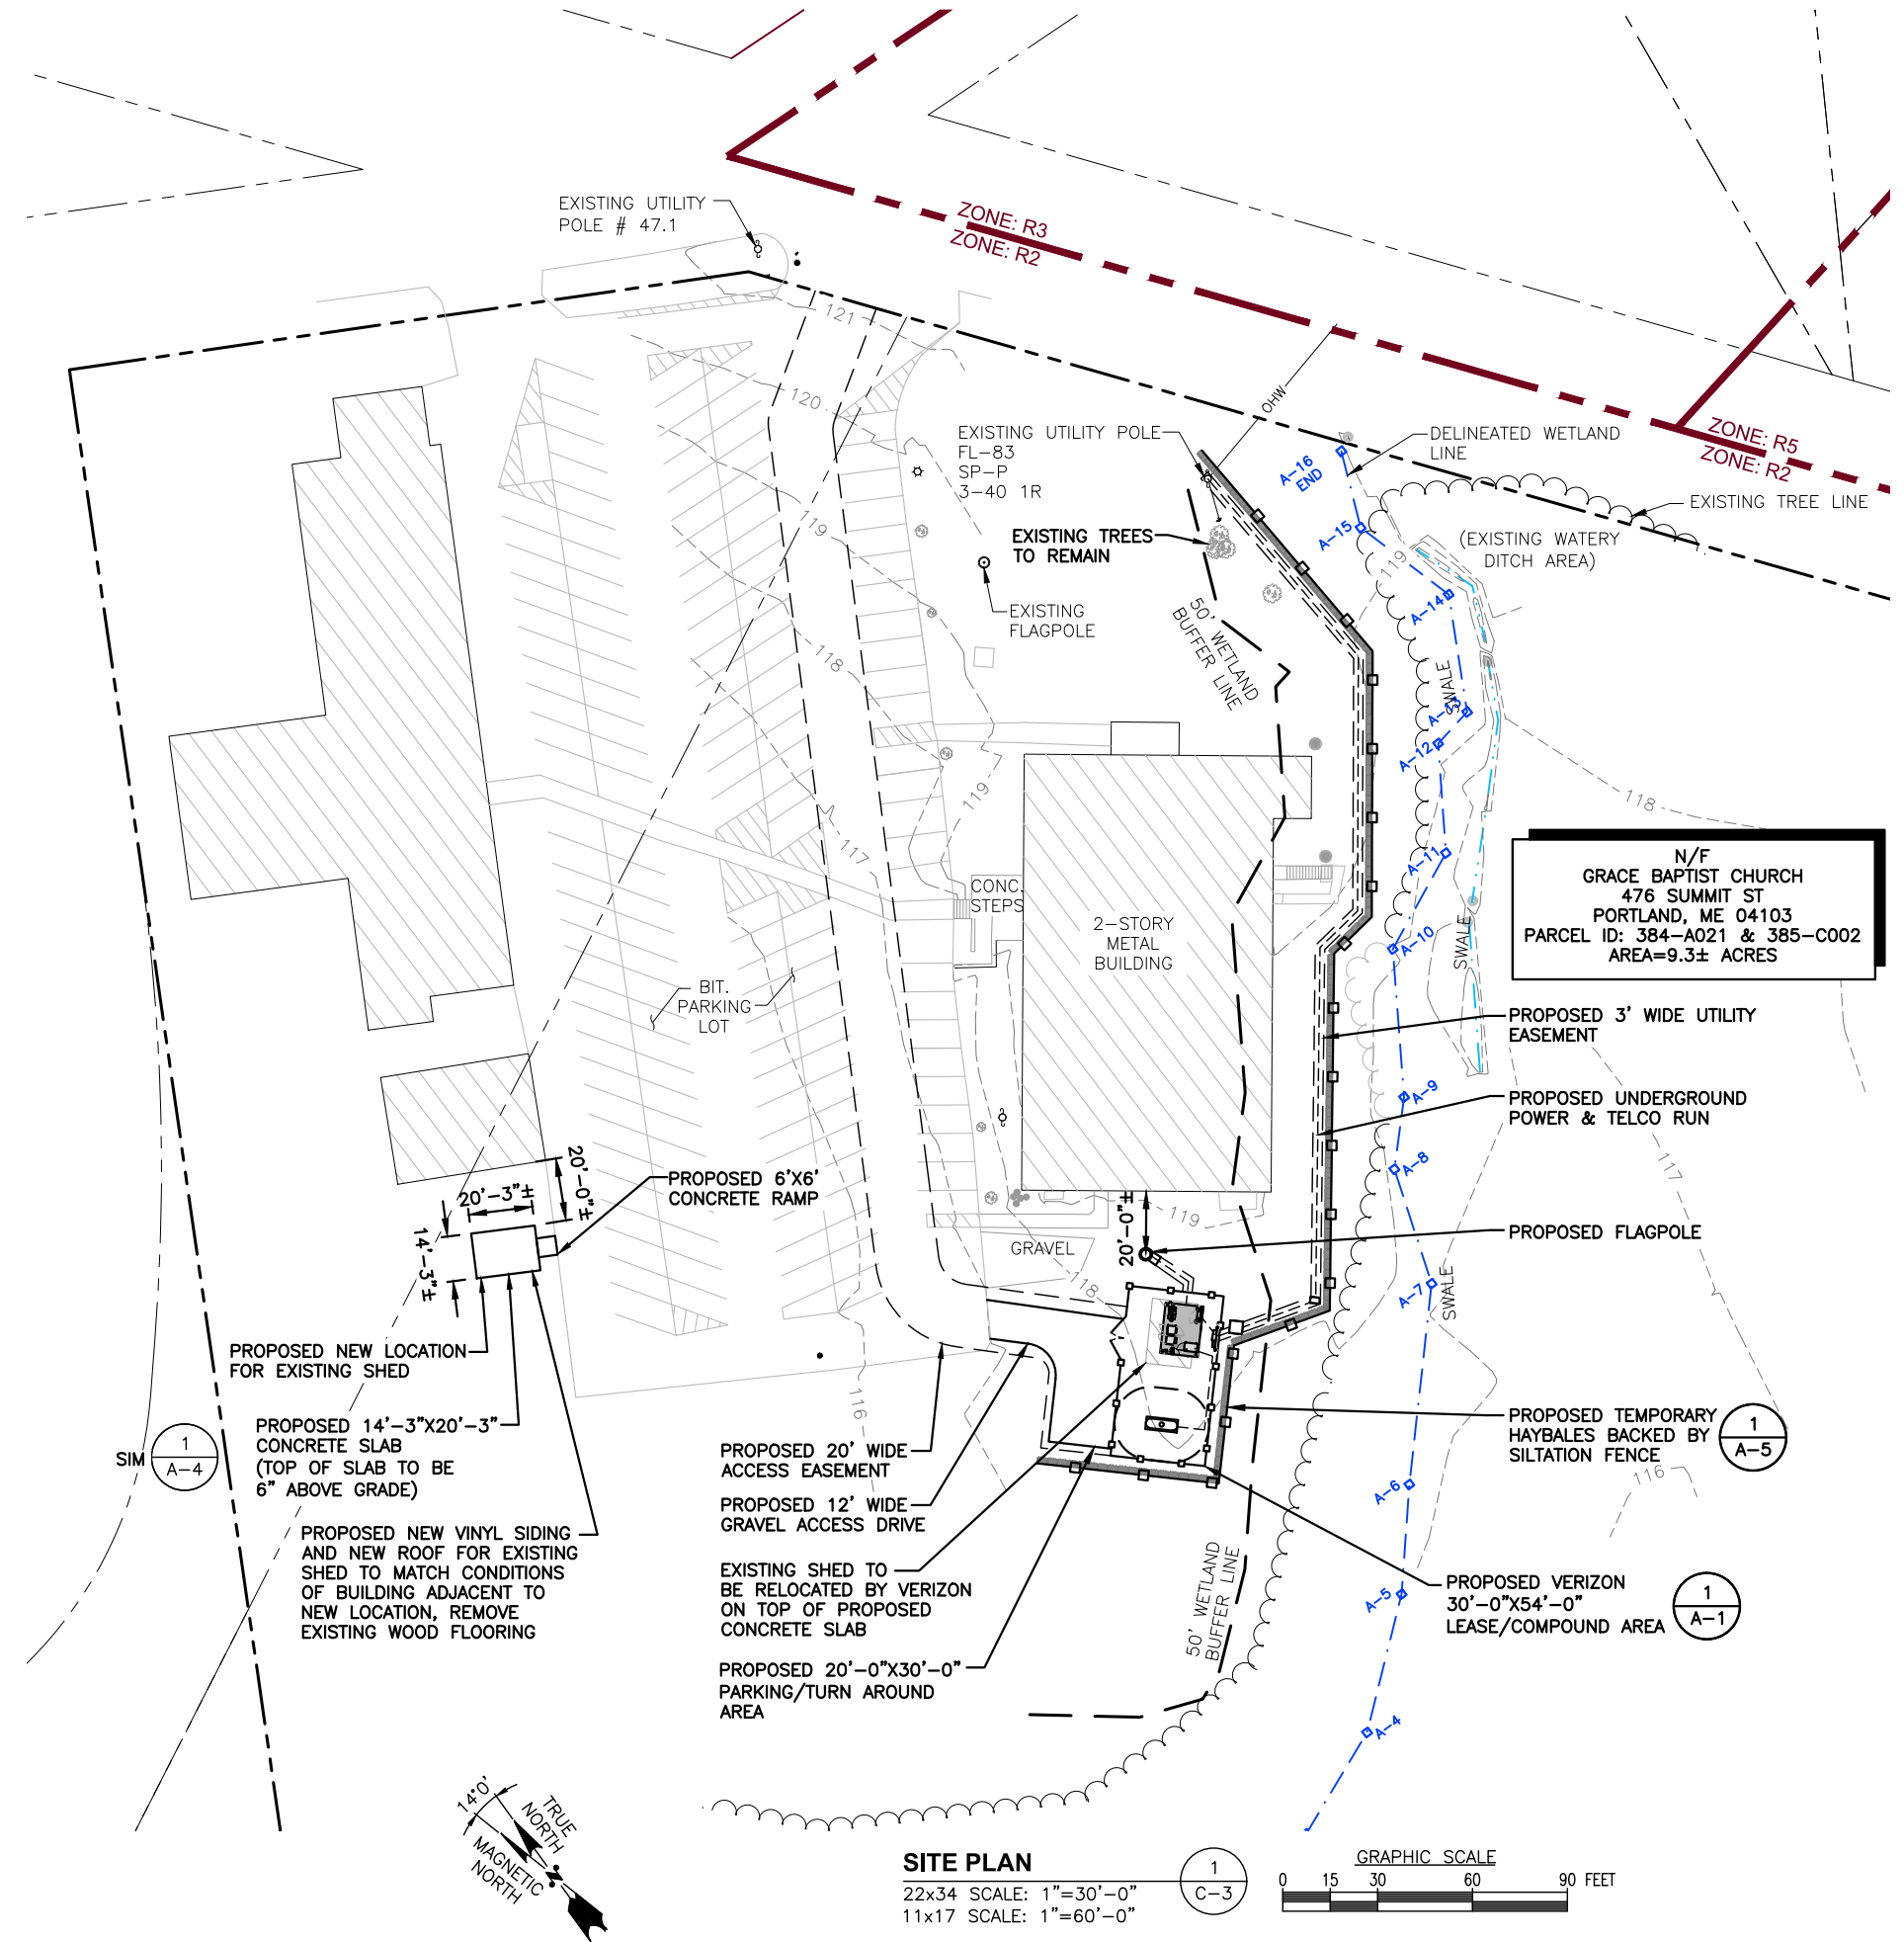 EXISTING UTILITY
POLE # 47.1
ZONE: R3
ZONE: R2
121
120
OHW
EXISTING UTILITY POLE
FL-83
SP-P
3-40 1R
A-16
END
DELINEATED WETLAND
LINE
ZONE: R5
ZONE: R2
EXISTING TREE LINE
119
EXISTING TREES
TO REMAIN
A-15
(EXISTING WATERY
DITCH AREA)
119
EXISTING
FLAGPOLE
50' WETLAND
BUFFER LINE
A-14
118
SWALE
A-13
A-12
119
118
117
A-11
N/F
GRACE BAPTIST CHURCH
476 SUMMIT ST
PORTLAND, ME 04103
PARCEL ID: 384-A021 & 385-C002
AREA=9.3± ACRES
CONC.
STEPS
2-STORY
METAL
BUILDING
A-10
SWALE
BIT.
PARKING
LOT
PROPOSED 3' WIDE UTILITY
EASEMENT
A-9
PROPOSED UNDERGROUND
POWER & TELCO RUN
A-8
117
20'-3"±
20'-0"±
14'-3"±
PROPOSED 6'X6'
CONCRETE RAMP
20'-0"±
119
GRAVEL
118
PROPOSED FLAGPOLE
A-7
SWALE
PROPOSED NEW LOCATION
FOR EXISTING SHED
116
PROPOSED 14'-3"X20'-3"
CONCRETE SLAB
(TOP OF SLAB TO BE
6" ABOVE GRADE)
SIM
1
A-4
PROPOSED NEW VINYL SIDING
AND NEW ROOF FOR EXISTING
SHED TO MATCH CONDITIONS
OF BUILDING ADJACENT TO
NEW LOCATION, REMOVE
EXISTING WOOD FLOORING
PROPOSED 20' WIDE
ACCESS EASEMENT
PROPOSED 12' WIDE
GRAVEL ACCESS DRIVE
EXISTING SHED TO
BE RELOCATED BY VERIZON
ON TOP OF PROPOSED
CONCRETE SLAB
PROPOSED 20'-0"X30'-0"
PARKING/TURN AROUND
AREA
PROPOSED TEMPORARY
HAYBALES BACKED BY
SILTATION FENCE
1
A-5
116
A-6
50' WETLAND
BUFFER LINE
A-5
PROPOSED VERIZON
30'-0"X54'-0"
LEASE/COMPOUND AREA
1
A-1
A-4
14°0'
TRUE
NORTH
MAGNETIC
NORTH
SITE PLAN
22x34 SCALE: 1"=30'-0"
11x17 SCALE: 1"=60'-0"
1
C-3
GRAPHIC SCALE
0 15 30 60 90 FEET